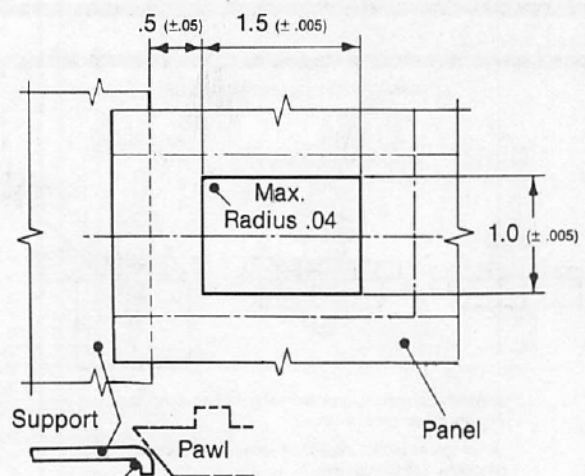 .5 (±.05)
1.5 (± .005)
Max.
Radius .04
1.0 (± .005)
Support
Pawl
Panel